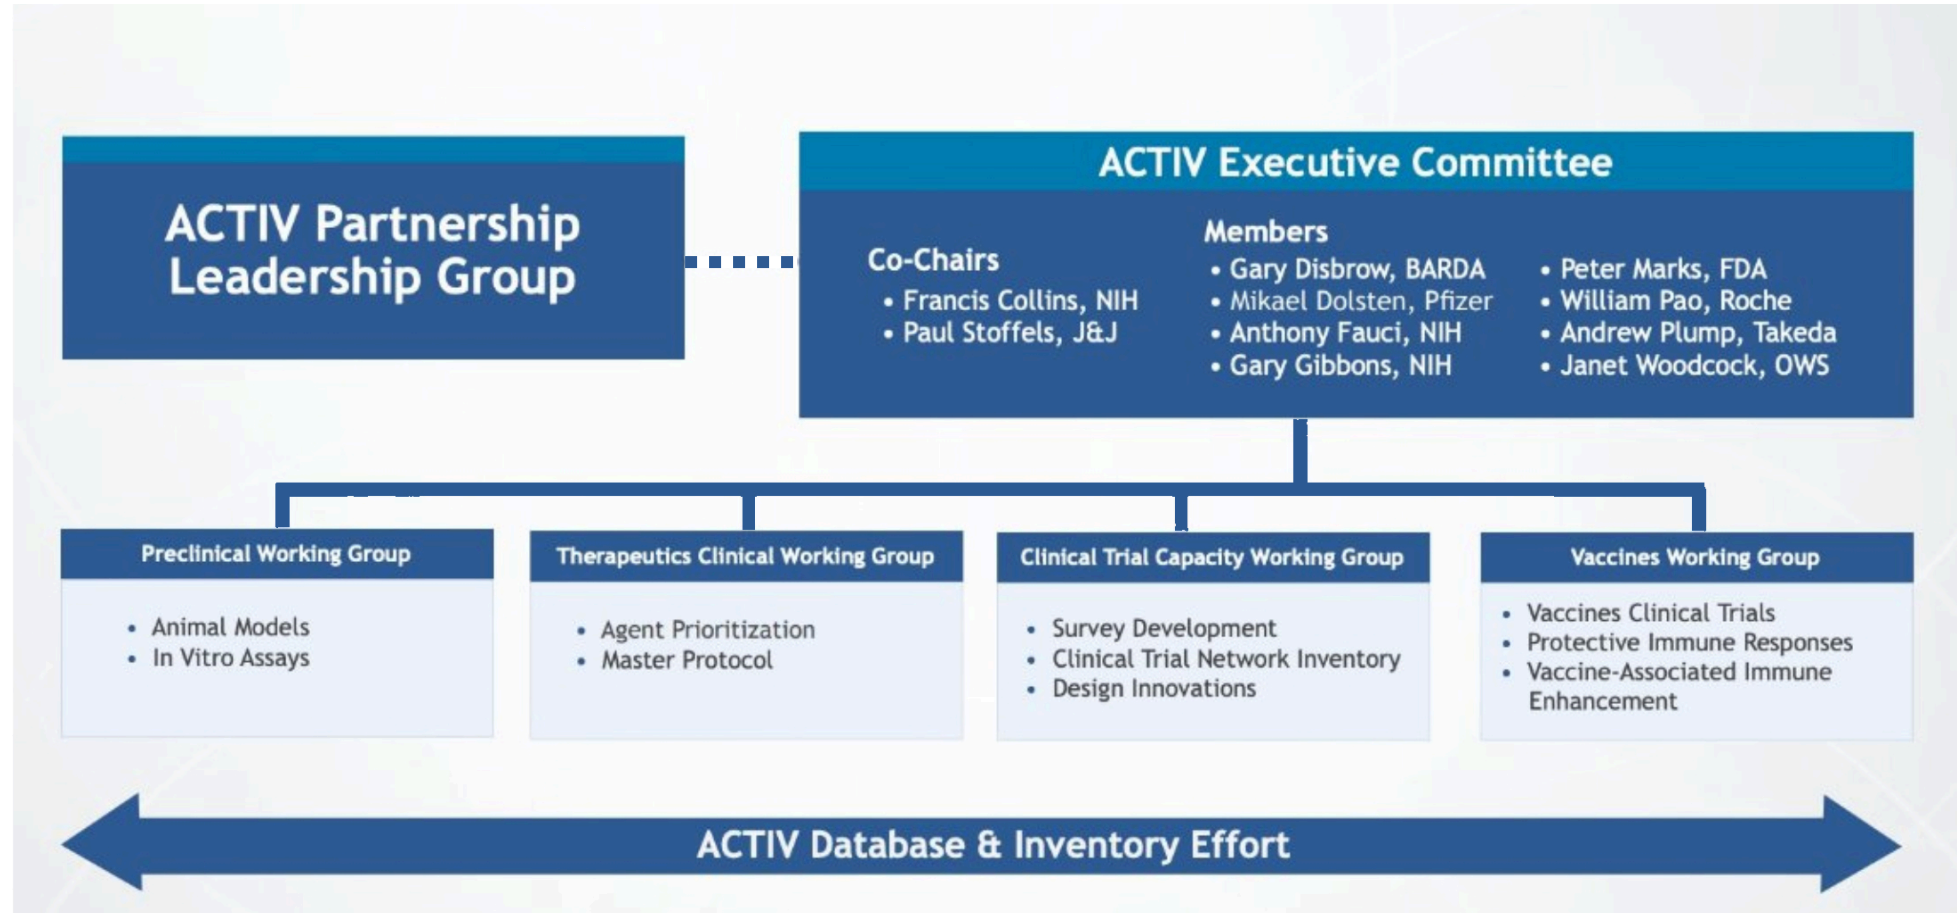 ACTIV Partnership
Leadership Group
ACTIV Executive Committee
Co-Chairs
• Francis Collins, NIH
• Paul Stoffels, J&J
Members
• Gary Disbrow, BARDA
• Mikael Dolsten, Pfizer
• Anthony Fauci, NIH
• Gary Gibbons, NIH
• Peter Marks, FDA
• William Pao, Roche
• Andrew Plump, Takeda
• Janet Woodcock, OWS
Preclinical Working Group
• Animal Models
• In Vitro Assays
Therapeutics Clinical Working Group
• Agent Prioritization
• Master Protocol
Clinical Trial Capacity Working Group
• Survey Development
• Clinical Trial Network Inventory
• Design Innovations
Vaccines Working Group
• Vaccines Clinical Trials
• Protective Immune Responses
• Vaccine-Associated Immune
Enhancement
ACTIV Database & Inventory Effort